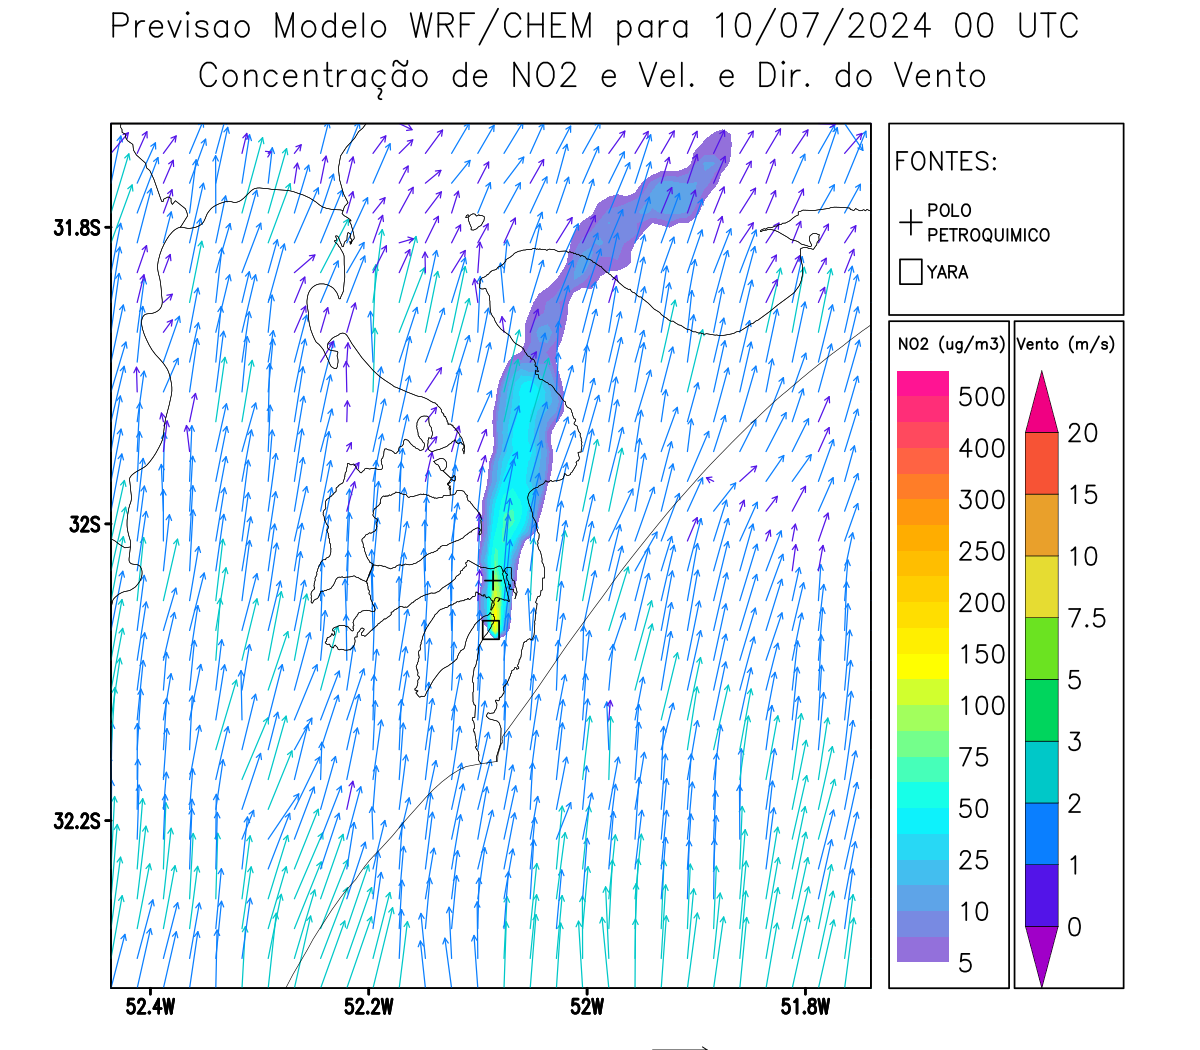 Previsao Modelo WRF/CHEM para 10/07/2024 00 UTC
Concentração de NO2 e Vel. e Dir. do Vento
FONTES:
POLO
PETROQUIMICO
YARA
NO2 (ug/m3)
500
400
300
250
200
150
100
75
50
25
10
5
Vento (m/s)
20
15
10
7.5
5
3
2
1
0
31.8S
32S
32.2S
52.4W
52.2W
52W
51.8W